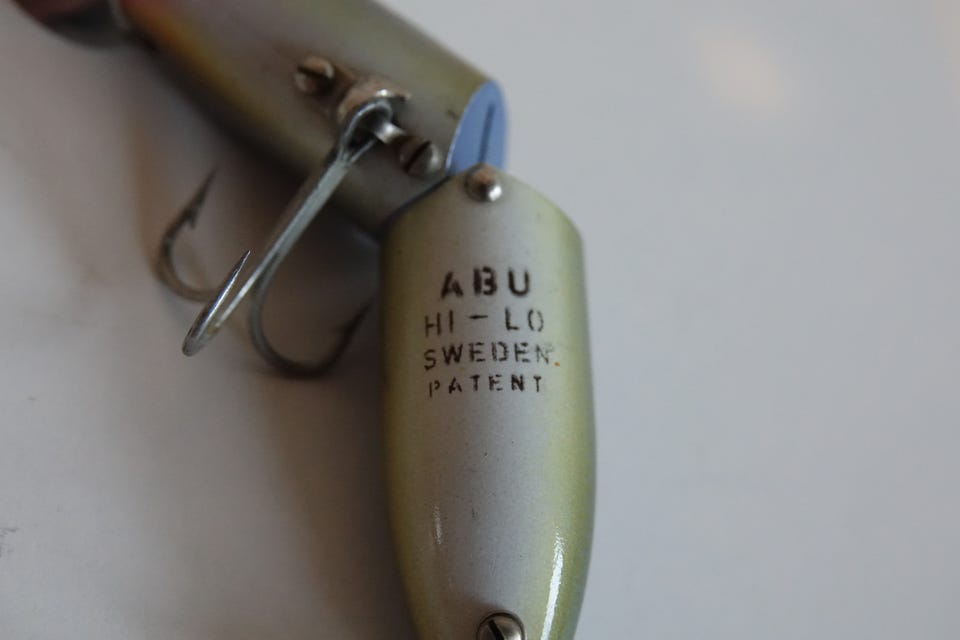 ABU
HI-LO
SWEDEN
PATENT